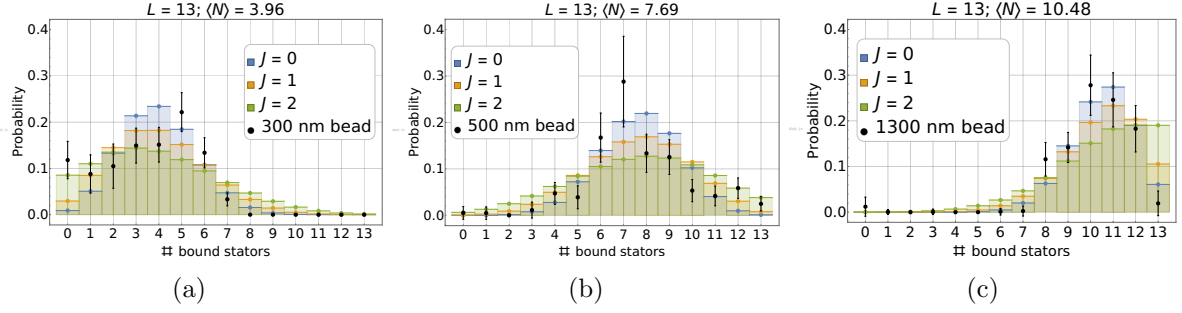 L = 13; ⟨N⟩ = 3.96
Probability
0.4
0.3
0.2
0.1
0.0
J = 0
J = 1
J = 2
300 nm bead
0 1 2 3 4 5 6 7 8 9 10 11 12 13
# bound stators
(a)
L = 13; ⟨N⟩ = 7.69
Probability
0.4
0.3
0.2
0.1
0.0
J = 0
J = 1
J = 2
500 nm bead
0 1 2 3 4 5 6 7 8 9 10 11 12 13
# bound stators
(b)
L = 13; ⟨N⟩ = 10.48
Probability
0.4
0.3
0.2
0.1
0.0
J = 0
J = 1
J = 2
1300 nm bead
0 1 2 3 4 5 6 7 8 9 10 11 12 13
# bound stators
(c)